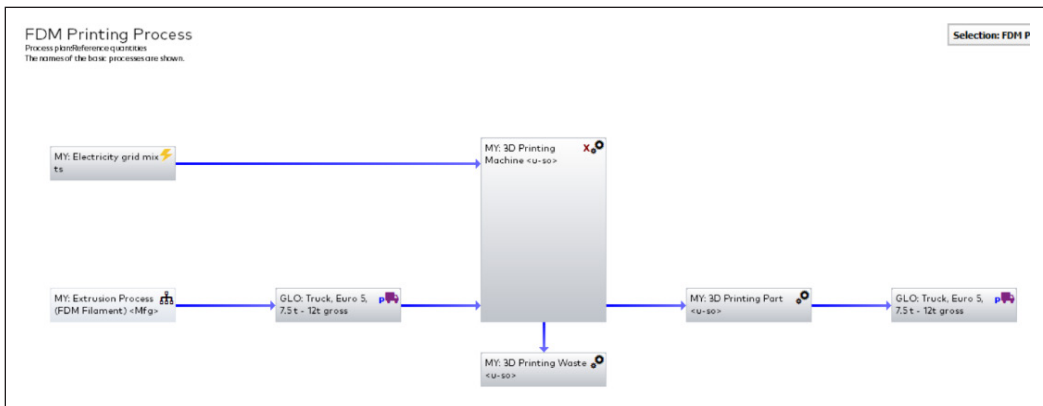 FDM Printing Process
Process plan:Reference quantities
The names of the basic processes are shown.
Selection: FDM P
MY: Electricity grid mix
ts
MY: 3D Printing
Machine <u-so>
X
MY: Extrusion Process
(FDM Filament) <Mfg>
GLO: Truck, Euro 5,
7.5 t - 12t gross
p
MY: 3D Printing Part
<u-so>
GLO: Truck, Euro 5,
7.5 t - 12t gross
p
MY: 3D Printing Waste
<u-so>